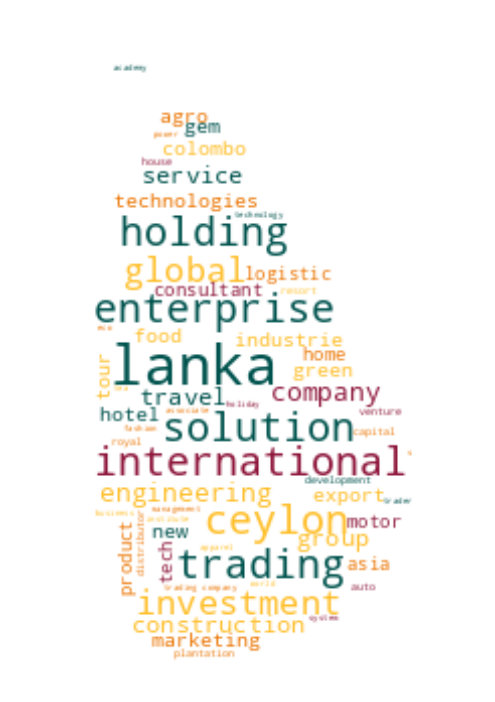 academy
agro
gem
power
colombo
house
service
technologies
technology
holding
global
logistic
consultant
resort
enterprise
food
industrie
home
lanka
green
tour
travel
company
holiday
hotel
associate
venture
solution
fashion
capital
royal
international
development
engineering
export
trader
management
business
institute
ceylon
motor
new
group
product
distributor
tech
apparel
trading
asia
world
trading company
auto
investment
system
construction
marketing
plantation